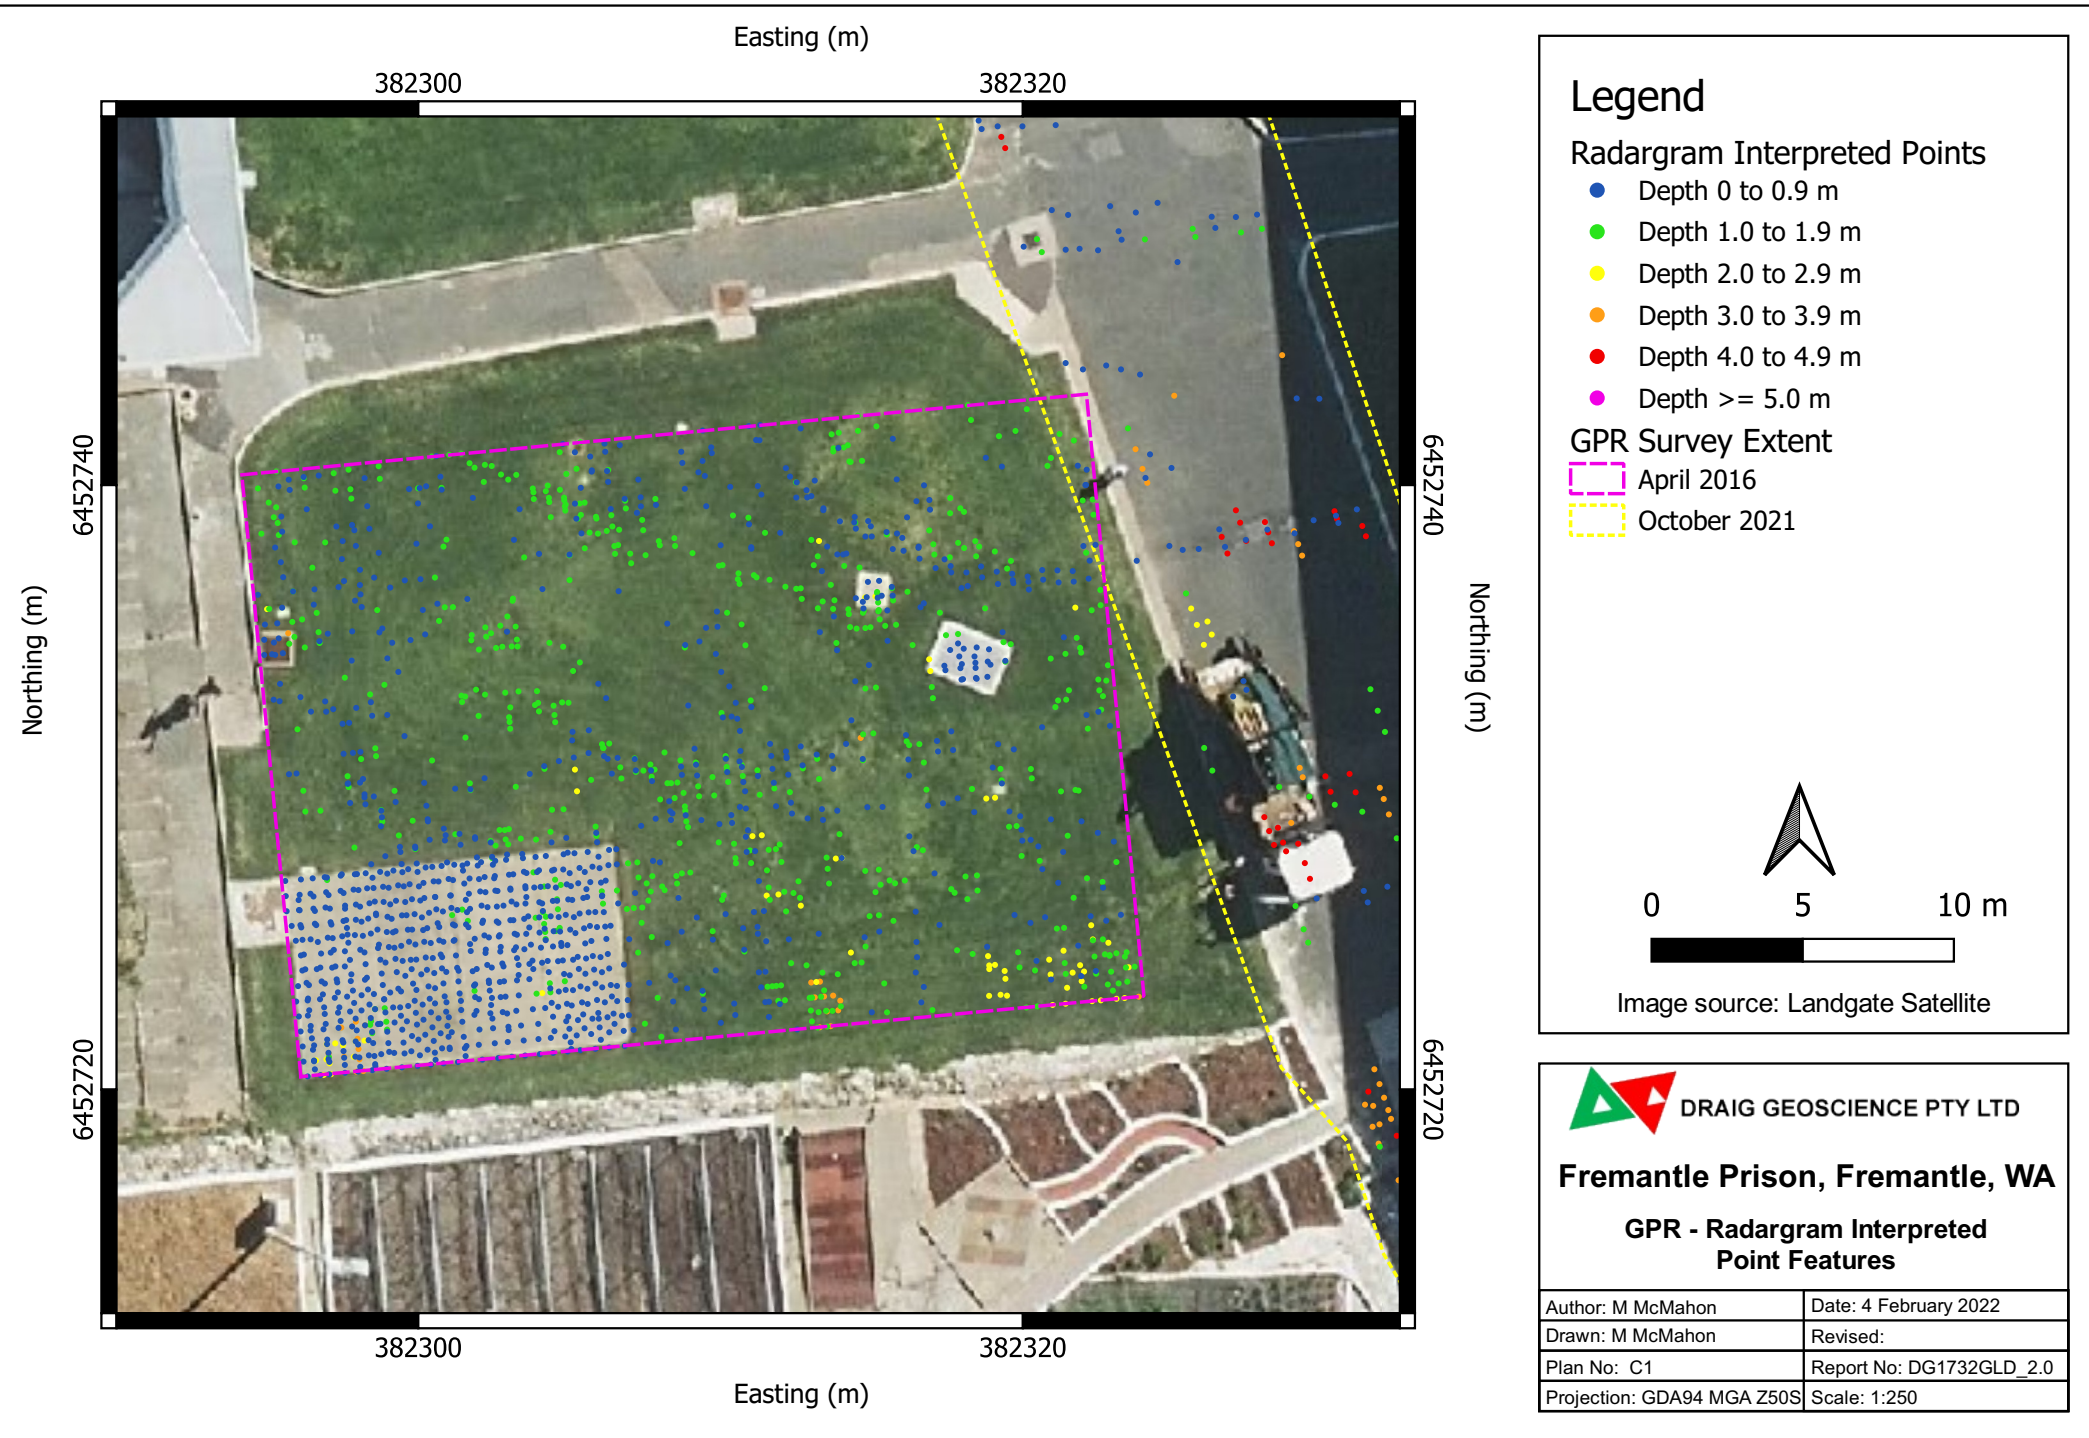 Easting (m)
382300
382320
6452740
6452740
Northing (m)
Northing (m)
6452720
6452720
382300
382320
Easting (m)
Legend
Radargram Interpreted Points
Depth 0 to 0.9 m
Depth 1.0 to 1.9 m
Depth 2.0 to 2.9 m
Depth 3.0 to 3.9 m
Depth 4.0 to 4.9 m
Depth >= 5.0 m
GPR Survey Extent
April 2016
October 2021
0 5 10 m
Image source: Landgate Satellite
DRAIG GEOSCIENCE PTY LTD
Fremantle Prison, Fremantle, WA
GPR - Radargram Interpreted
Point Features
Author: M McMahon
Date: 4 February 2022
Drawn: M McMahon
Revised:
Plan No: C1
Report No: DG1732GLD_2.0
Projection: GDA94 MGA Z50S
Scale: 1:250